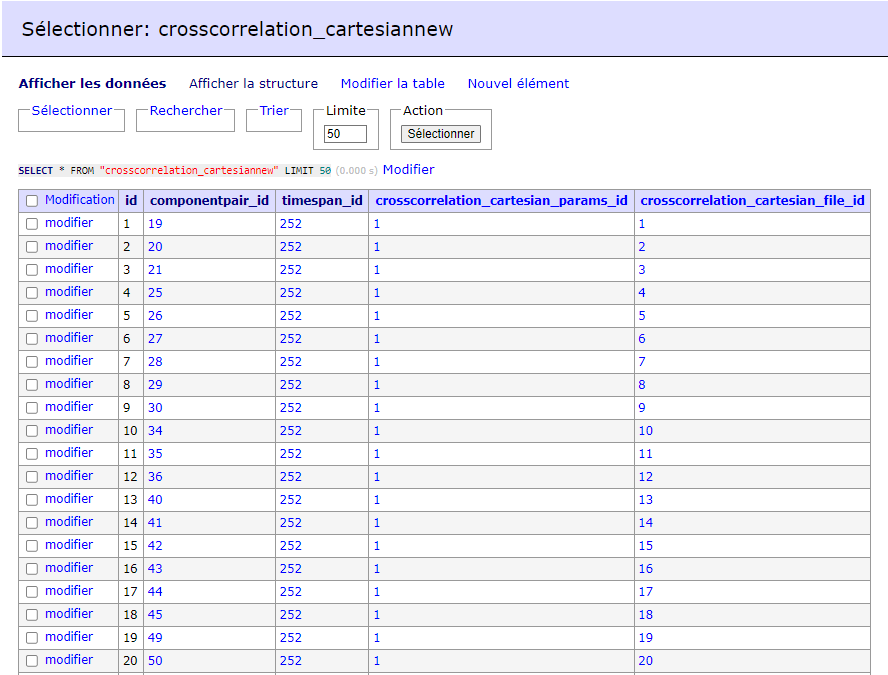 Sélectionner: crosscorrelation_cartesiannew
Afficher les données Afficher la structure Modifier la table Nouvel élément
Sélectionner Rechercher Trier Limite Action
50 Sélectionner
SELECT * FROM "crosscorrelation_cartesiannew" LIMIT 50 (0.000 s) Modifier
Modification id componentpair_id timespan_id crosscorrelation_cartesian_params_id crosscorrelation_cartesian_file_id
modifier 1 19 252 1 1
modifier 2 20 252 1 2
modifier 3 21 252 1 3
modifier 4 25 252 1 4
modifier 5 26 252 1 5
modifier 6 27 252 1 6
modifier 7 28 252 1 7
modifier 8 29 252 1 8
modifier 9 30 252 1 9
modifier 10 34 252 1 10
modifier 11 35 252 1 11
modifier 12 36 252 1 12
modifier 13 40 252 1 13
modifier 14 41 252 1 14
modifier 15 42 252 1 15
modifier 16 43 252 1 16
modifier 17 44 252 1 17
modifier 18 45 252 1 18
modifier 19 49 252 1 19
modifier 20 50 252 1 20